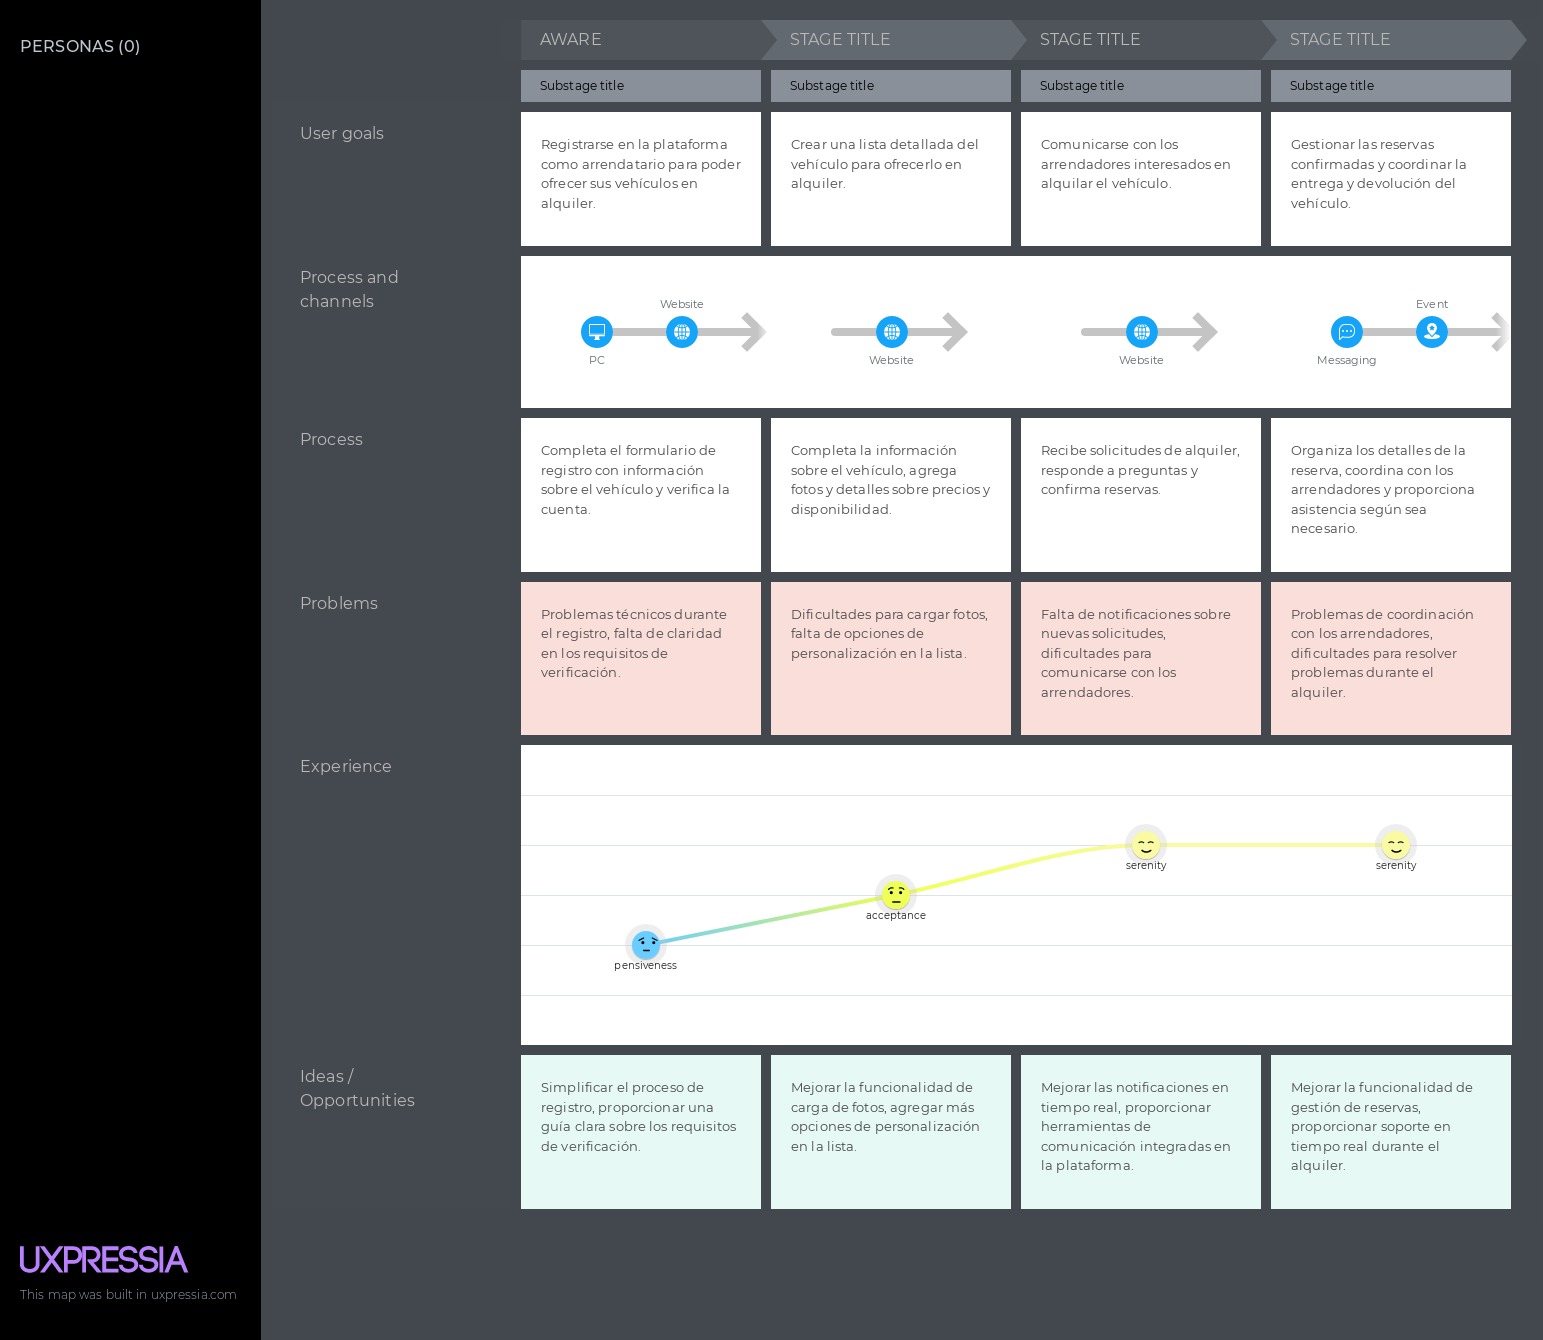 PERSONAS (0)
AWARE
STAGE TITLE
STAGE TITLE
STAGE TITLE
Substage title
Substage title
Substage title
Substage title
User goals
Registrarse en la plataforma
como arrendatario para poder
ofrecer sus vehículos en
alquiler.
Crear una lista detallada del
vehículo para ofrecerlo en
alquiler.
Comunicarse con los
arrendadores interesados en
alquilar el vehículo.
Gestionar las reservas
confirmadas y coordinar la
entrega y devolución del
vehículo.
Process and
channels
PC
Website
Website
Website
Messaging
Event
Process
Completa el formulario de
registro con información
sobre el vehículo y verifica la
cuenta.
Completa la información
sobre el vehículo, agrega
fotos y detalles sobre precios y
disponibilidad.
Recibe solicitudes de alquiler,
responde a preguntas y
confirma reservas.
Organiza los detalles de la
reserva, coordina con los
arrendadores y proporciona
asistencia según sea
necesario.
Problems
Problemas técnicos durante
el registro, falta de claridad
en los requisitos de
verificación.
Dificultades para cargar fotos,
falta de opciones de
personalización en la lista.
Falta de notificaciones sobre
nuevas solicitudes,
dificultades para
comunicarse con los
arrendadores.
Problemas de coordinación
con los arrendadores,
dificultades para resolver
problemas durante el
alquiler.
Experience
pensiveness
acceptance
serenity
serenity
Ideas /
Opportunities
Simplificar el proceso de
registro, proporcionar una
guía clara sobre los requisitos
de verificación.
Mejorar la funcionalidad de
carga de fotos, agregar más
opciones de personalización
en la lista.
Mejorar las notificaciones en
tiempo real, proporcionar
herramientas de
comunicación integradas en
la plataforma.
Mejorar la funcionalidad de
gestión de reservas,
proporcionar soporte en
tiempo real durante el
alquiler.
UXPRESSIA
This map was built in uxpressia.com